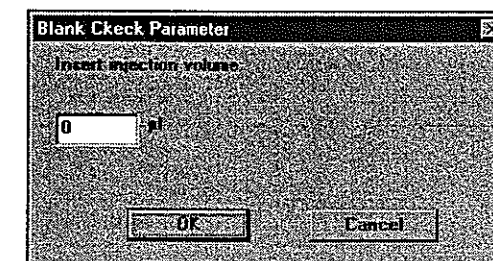 Blank Ckeck Parameter
Insert injection volume
0 µl
OK
Cancel